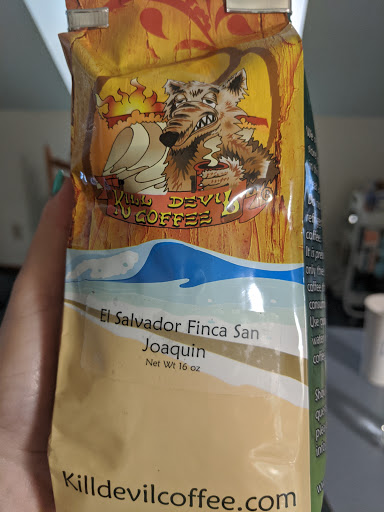 KILL DEVIL
COFFEE
El Salvador Finca San
Joaquin
Net Wt 16 oz
Killdevilcoffee.com